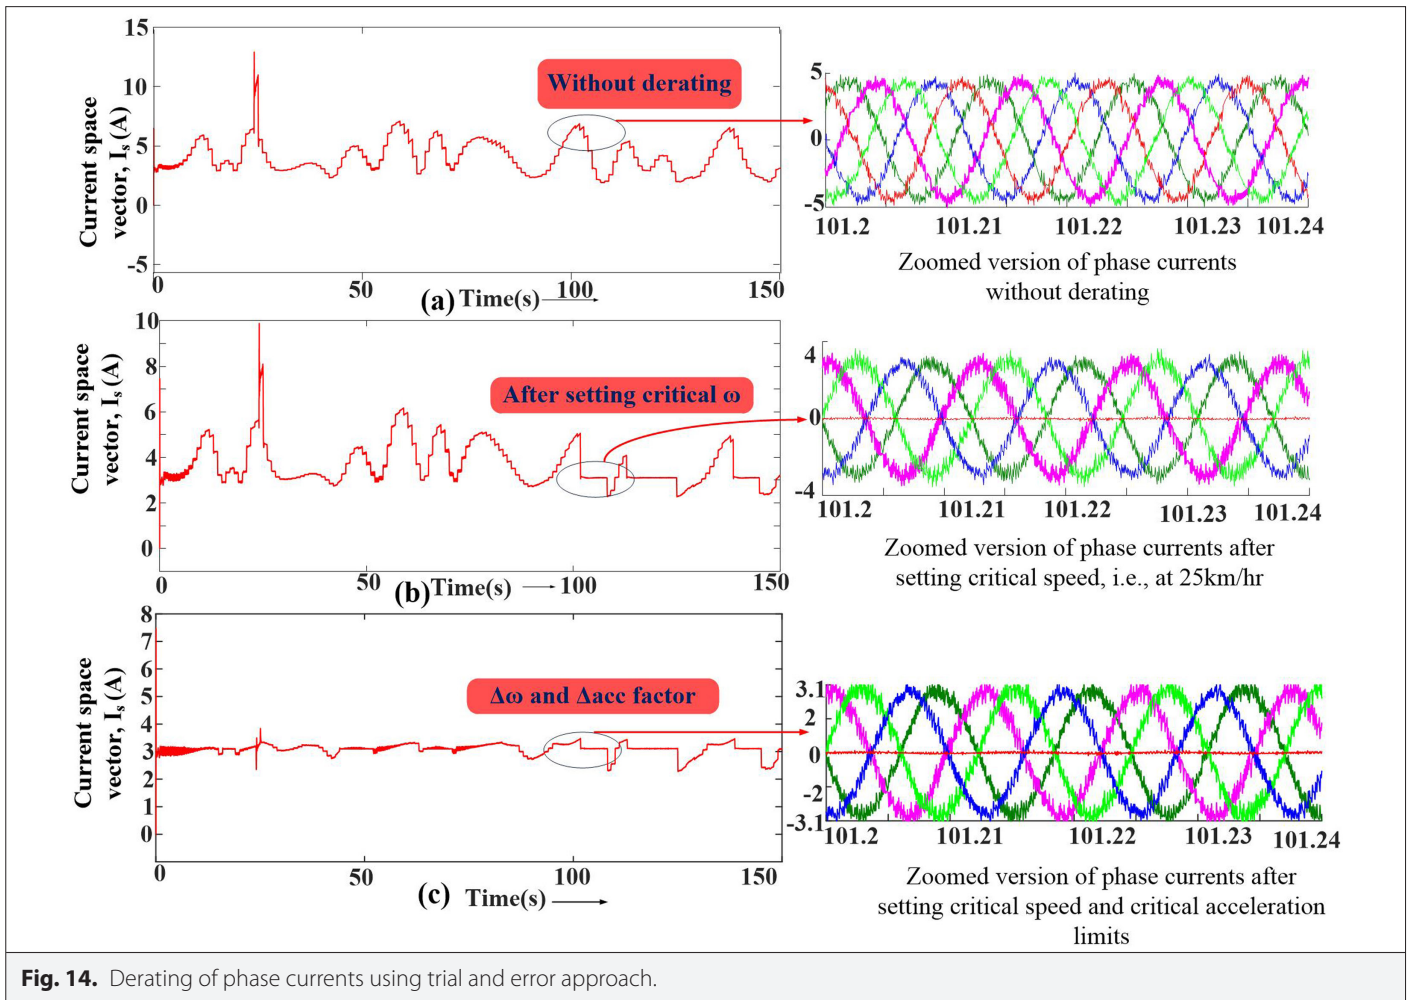 15
10
5
0
-5
Current space
vector, Iₛ (A)
Without derating
0
50
100
150
(a) Time(s)
5
0
-5
101.2
101.21
101.22
101.23
101.24
Zoomed version of phase currents
without derating
10
8
6
4
2
0
Current space
vector, Iₛ (A)
After setting critical ω
0
50
100
150
(b) Time(s)
4
0
-4
101.2
101.21
101.22
101.23
101.24
Zoomed version of phase currents after
setting critical speed, i.e., at 25km/hr
8
7
6
5
4
3
2
1
0
Current space
vector, Iₛ (A)
Δω and Δacc factor
0
50
100
150
(c) Time(s)
3.1
2
0
-2
-3.1
101.2
101.21
101.22
101.23
101.24
Zoomed version of phase currents after
setting critical speed and critical acceleration
limits
Fig. 14. Derating of phase currents using trial and error approach.